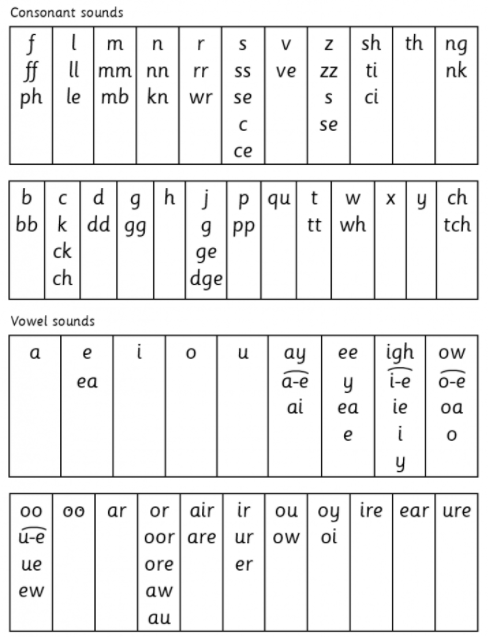 Consonant sounds
f l m n r s v z sh th ng
ff ll mm nn rr ss ve zz ti nk
ph le mb kn wr se s ci
c se
ce
b c d g h j p qu t w x y ch
bb k dd gg g pp tt wh tch
ck ge
ch dge
Vowel sounds
a e i o u ay ee igh ow
ea a-e y i-e o-e
ai ea ie oa
e i o
y
oo oo ar or air ir ou oy ire ear ure
u-e oor are ur ow oi
ue ore er
ew aw
au